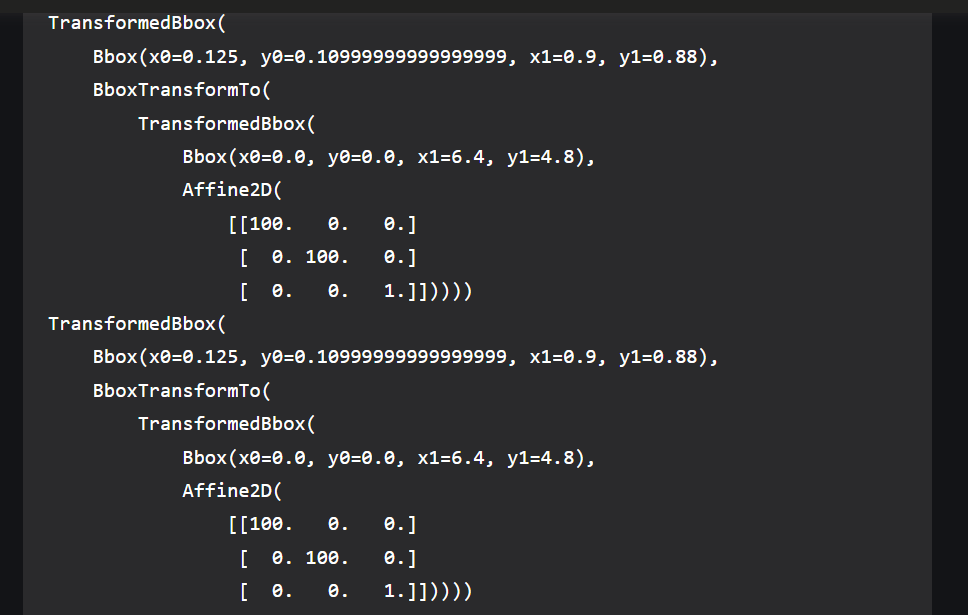 TransformedBbox(
    Bbox(x0=0.125, y0=0.10999999999999999, x1=0.9, y1=0.88),
    BboxTransformTo(
        TransformedBbox(
            Bbox(x0=0.0, y0=0.0, x1=6.4, y1=4.8),
            Affine2D(
                [[100.   0.   0.]
                 [  0. 100.   0.]
                 [  0.   0.   1.]]))))
TransformedBbox(
    Bbox(x0=0.125, y0=0.10999999999999999, x1=0.9, y1=0.88),
    BboxTransformTo(
        TransformedBbox(
            Bbox(x0=0.0, y0=0.0, x1=6.4, y1=4.8),
            Affine2D(
                [[100.   0.   0.]
                 [  0. 100.   0.]
                 [  0.   0.   1.]]))))